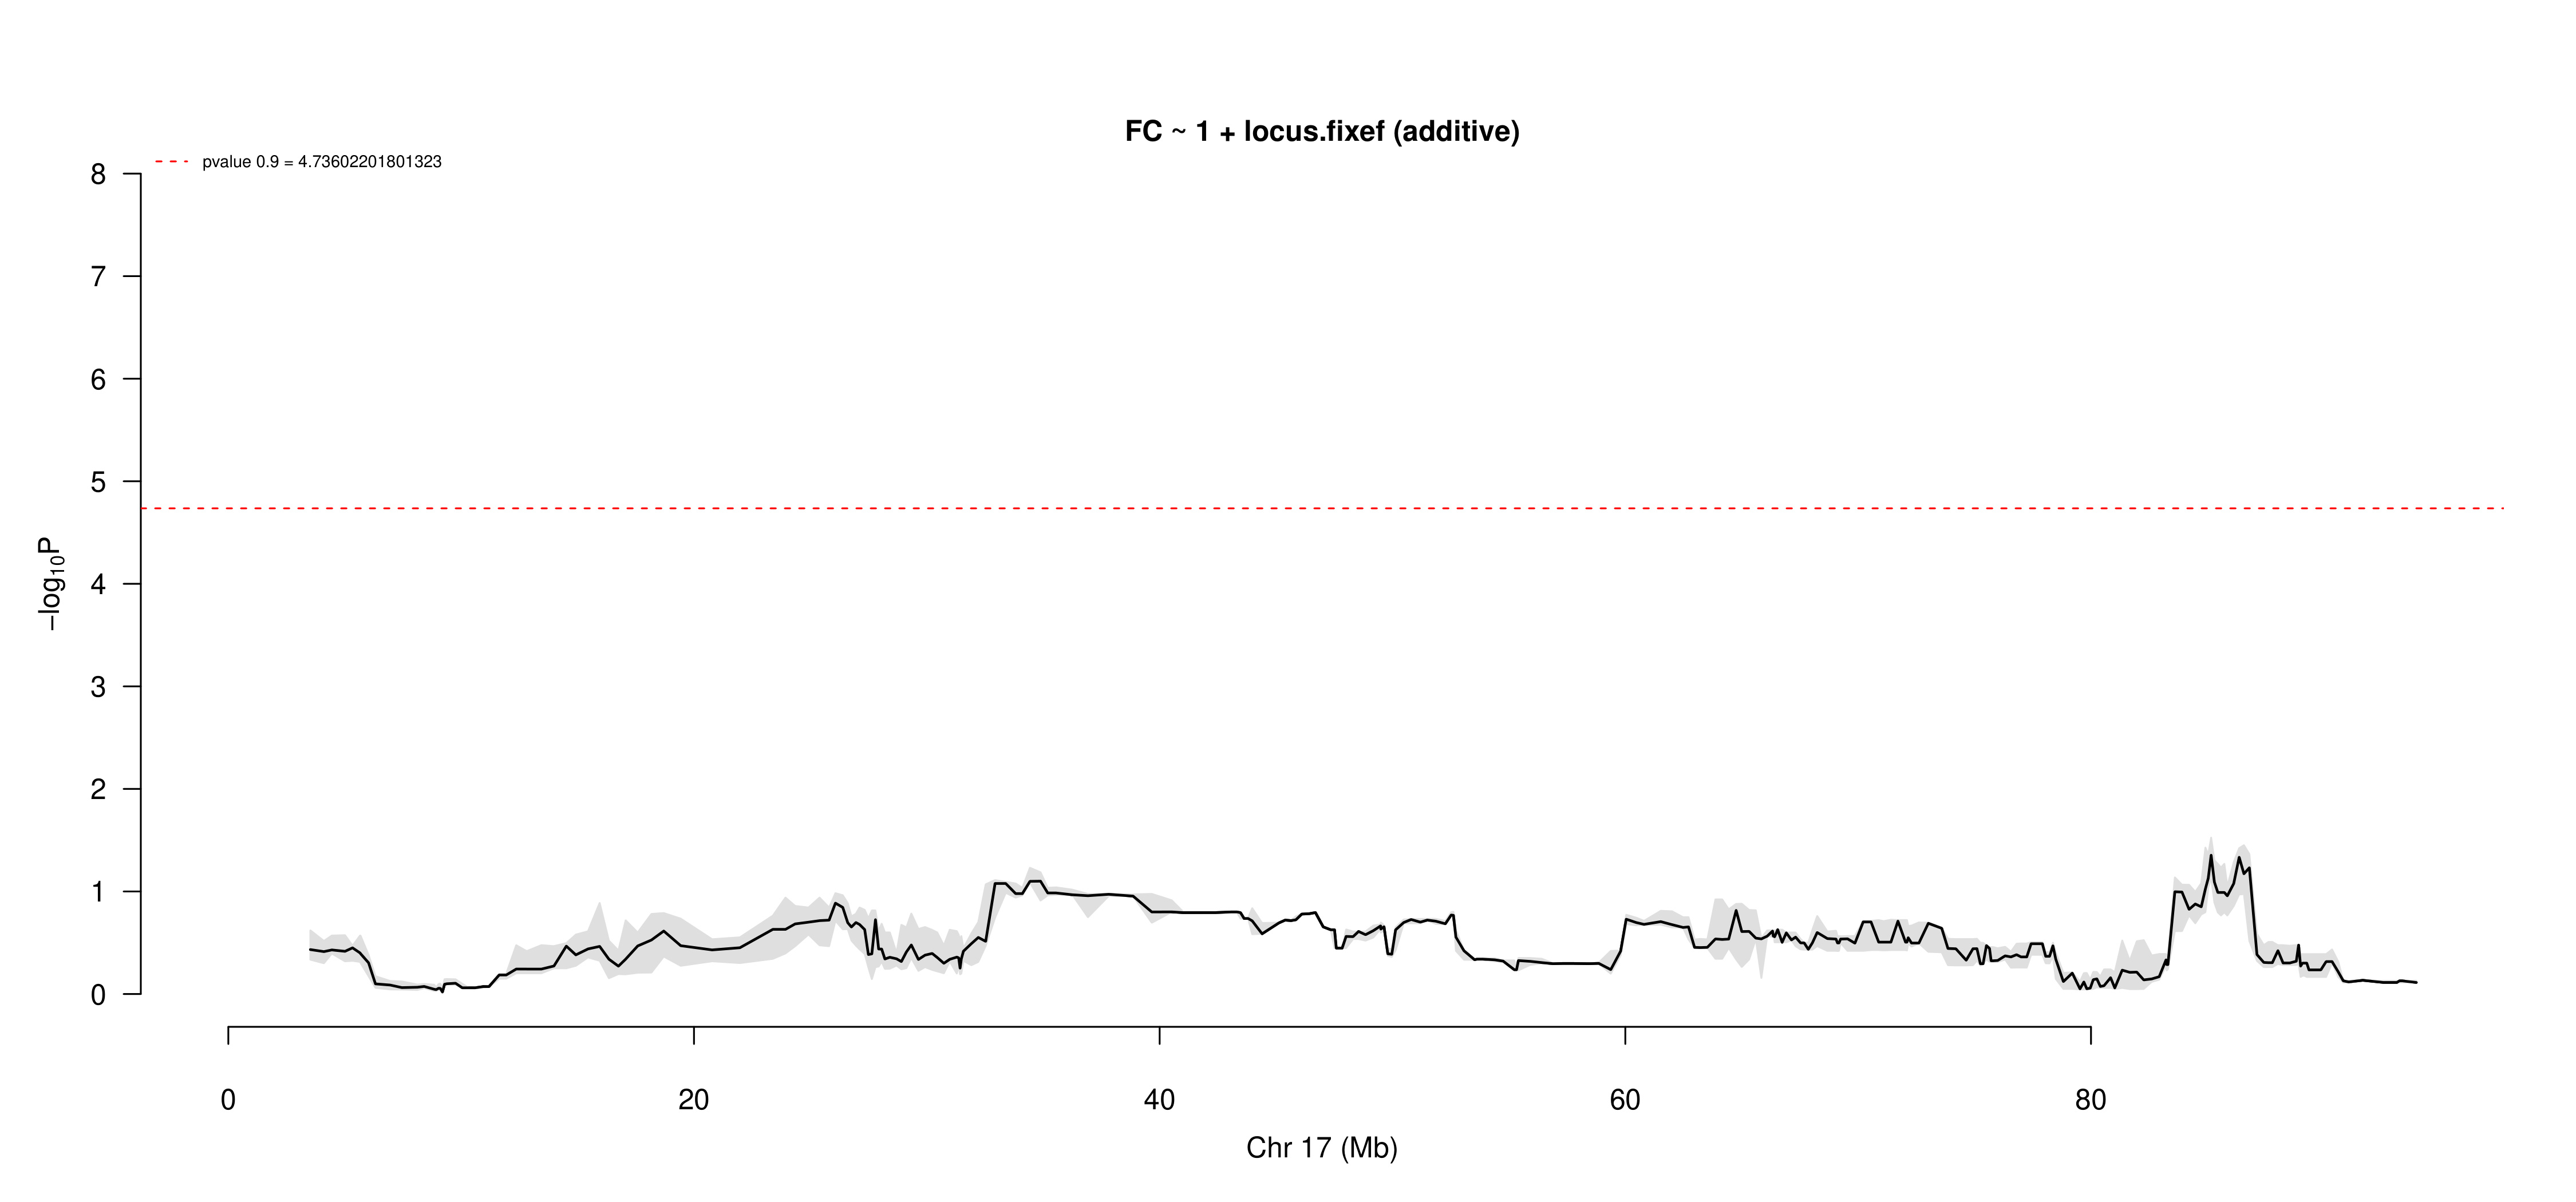 FC ~ 1 + locus.fixef (additive)
pvalue 0.9 = 4.73602201801323
8
7
6
5
4
3
2
1
0
−log10P
0 20 40 60 80
Chr 17 (Mb)